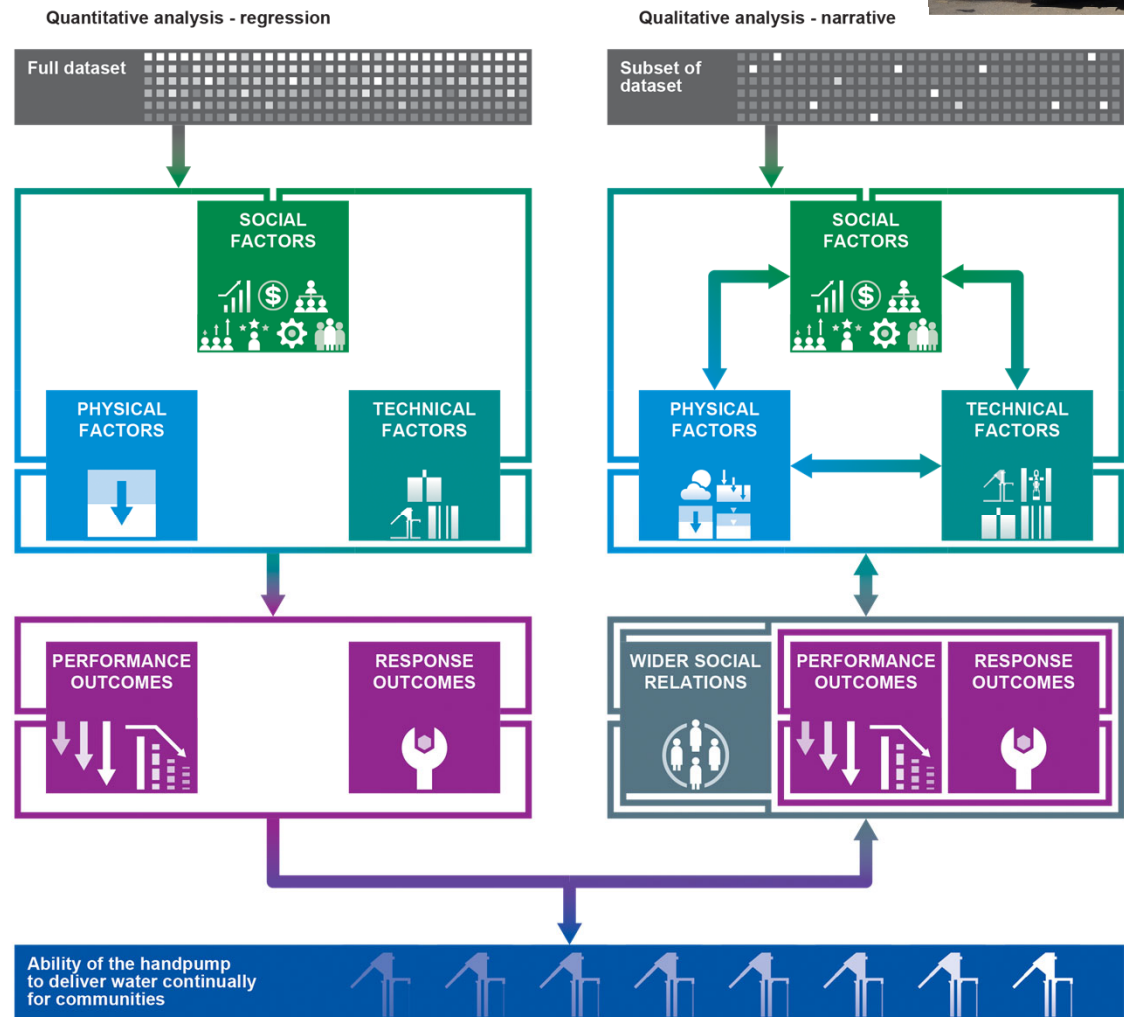 Quantitative analysis - regression
Full dataset
SOCIAL
FACTORS
$
PHYSICAL
FACTORS
TECHNICAL
FACTORS
PERFORMANCE
OUTCOMES
RESPONSE
OUTCOMES
Qualitative analysis - narrative
Subset of
dataset
SOCIAL
FACTORS
$
PHYSICAL
FACTORS
TECHNICAL
FACTORS
WIDER SOCIAL
RELATIONS
PERFORMANCE
OUTCOMES
RESPONSE
OUTCOMES
Ability of the handpump
to deliver water continually
for communities